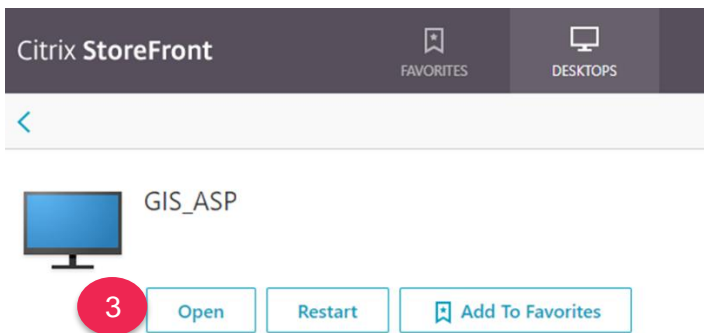 Citrix StoreFront
FAVORITES DESKTOPS
GIS_ASP
3 Open Restart Add To Favorites